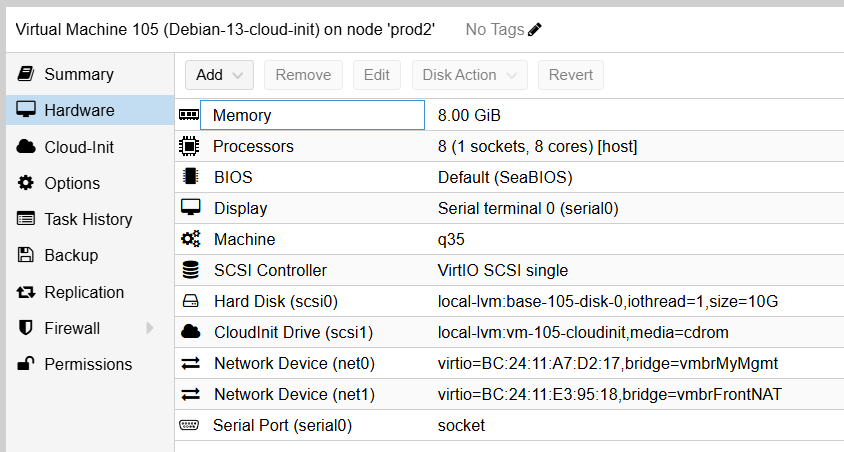 Virtual Machine 105 (Debian-13-cloud-init) on node 'prod2' No Tags
Summary
Hardware
Cloud-Init
Options
Task History
Backup
Replication
Firewall
Permissions
Add Remove Edit Disk Action Revert
Memory 8.00 GiB
Processors 8 (1 sockets, 8 cores) [host]
BIOS Default (SeaBIOS)
Display Serial terminal 0 (serial0)
Machine q35
SCSI Controller VirtIO SCSI single
Hard Disk (scsi0) local-lvm:base-105-disk-0,iothread=1,size=10G
CloudInit Drive (scsi1) local-lvm:vm-105-cloudinit,media=cdrom
Network Device (net0) virtio=BC:24:11:A7:D2:17,bridge=vmbrMyMgmt
Network Device (net1) virtio=BC:24:11:E3:95:18,bridge=vmbrFrontNAT
Serial Port (serial0) socket